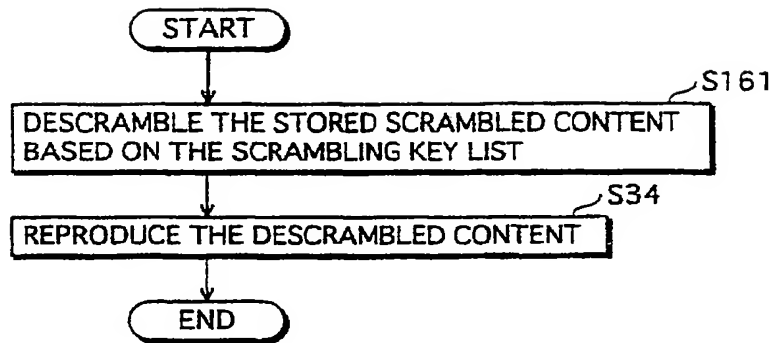 START
S161
DESCRAMBLE THE STORED SCRAMBLED CONTENT
BASED ON THE SCRAMBLING KEY LIST
S34
REPRODUCE THE DESCRAMBLED CONTENT
END